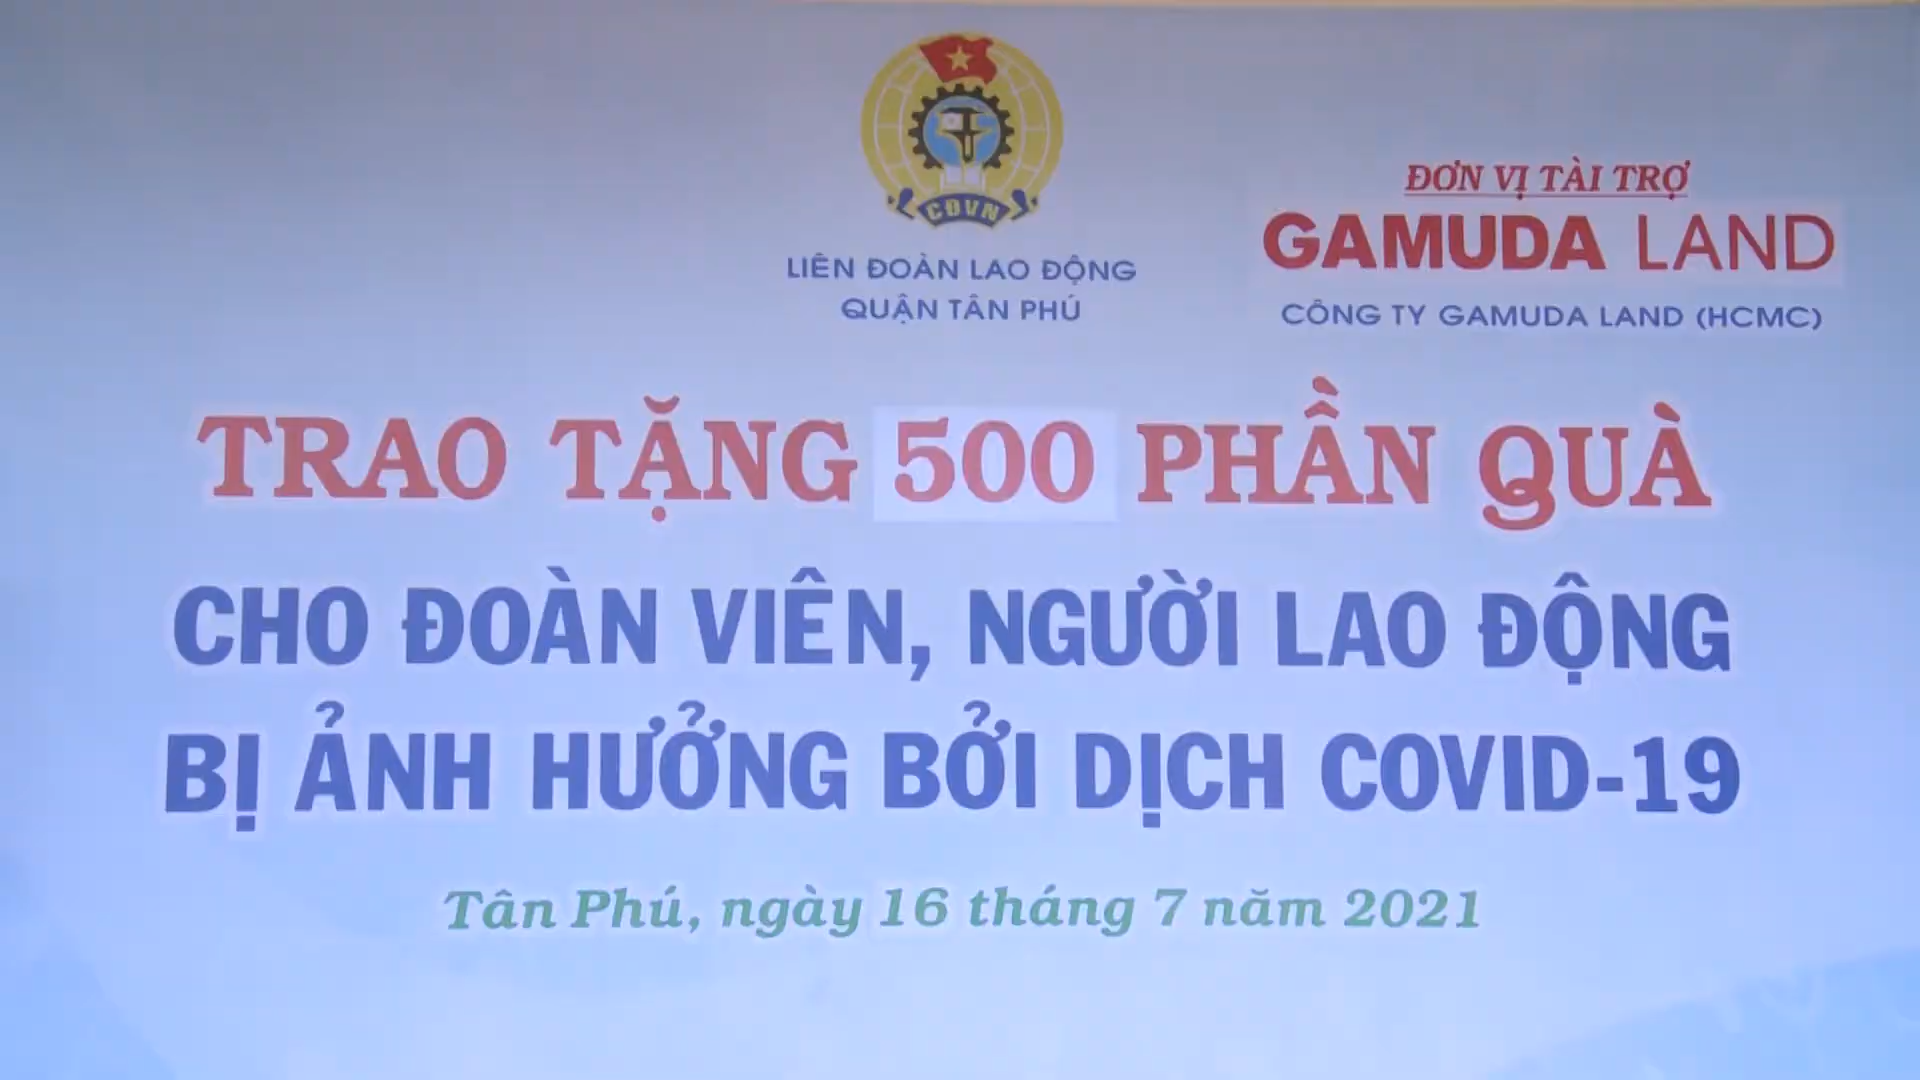 CĐVN
LIÊN ĐOÀN LAO ĐỘNG
QUẬN TÂN PHÚ
ĐƠN VỊ TÀI TRỢ
GAMUDA LAND
CÔNG TY GAMUDA LAND (HCMC)
TRAO TẶNG 500 PHẦN QUÀ
CHO ĐOÀN VIÊN, NGƯỜI LAO ĐỘNG
BỊ ẢNH HƯỞNG BỞI DỊCH COVID-19
Tân Phú, ngày 16 tháng 7 năm 2021